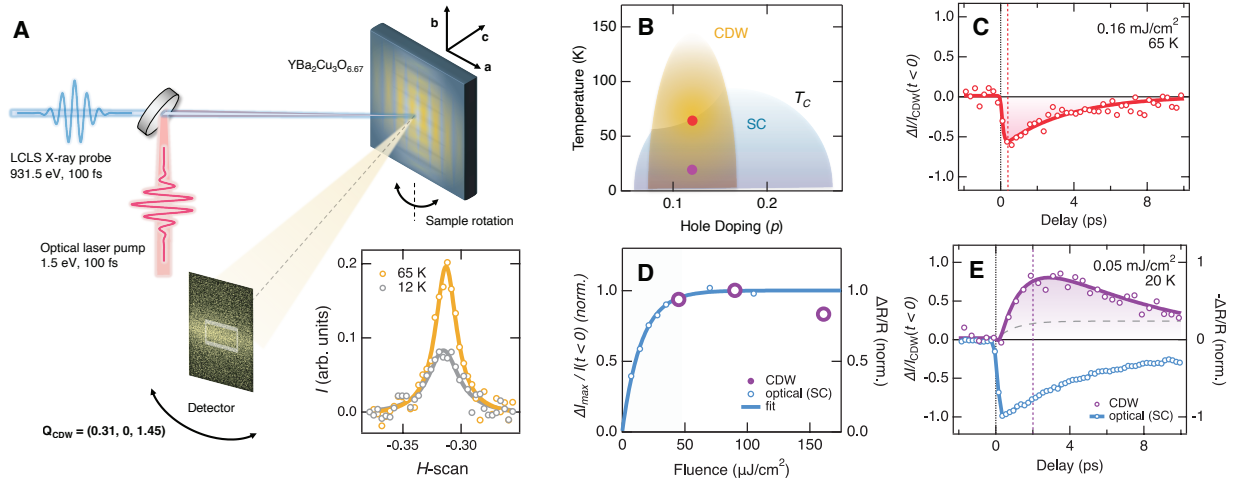 A
b
c
a
YBa2Cu3O6.67
LCLS X-ray probe
931.5 eV, 100 fs
Optical laser pump
1.5 eV, 100 fs
Sample rotation
Detector
QCDW = (0.31, 0, 1.45)
I (arb. units)
0.2
0.1
0.0
65 K
12 K
-0.35
-0.30
H-scan
B
Temperature (K)
150
100
50
0
CDW
SC
TC
0.1
0.2
Hole Doping (p)
C
0.16 mJ/cm2
65 K
ΔI/ICDW(t < 0)
1.0
0.5
0.0
-0.5
-1.0
0
4
8
Delay (ps)
D
ΔImax / I(t < 0) (norm.)
1.0
0.0
1.0
0.0
ΔR/R (norm.)
CDW
optical (SC)
fit
0
50
100
150
Fluence (μJ/cm2)
E
0.05 mJ/cm2
20 K
ΔI/ICDW(t < 0)
1.0
0.5
0.0
-0.5
-1.0
1
0
-1
-ΔR/R (norm.)
CDW
optical (SC)
0
4
8
Delay (ps)